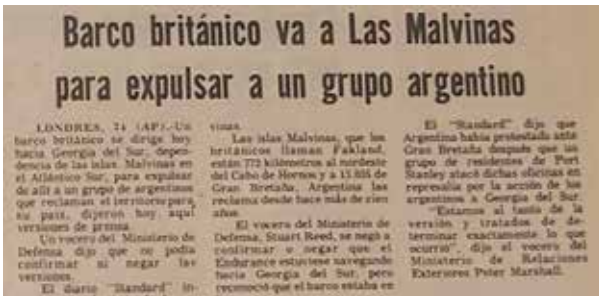 Barco británico va a Las Malvinas
para expulsar a un grupo argentino
LONDRES, 24 (AP).-Un
barco británico se dirige hoy
hacia Georgia del Sur, depen-
dencia de las islas Malvinas en
el Atlántico Sur, para expulsar
de allí a un grupo de argentinos
que reclaman el territorio para
su país, dijeron hoy aquí
versiones de prensa.
Un vocero del Ministerio de
Defensa dijo que no podía
confirmar ni negar las
versiones.
El diario "Standard" in-
vinas.
Las islas Malvinas, que los
británicos llaman Fakland,
están 772 kilómetros al nordeste
del Cabo de Hornos y a
Gran Bretaña, Argentina las
reclama desde hace más de cien
años.
El vocero del Ministerio de
Defensa, Stuart Reed, se negó a
confirmar o negar que el
Endurance estuviese navegando
hacia Georgia del Sur, pero
reconoció que el barco estaba en
El "Standard" dijo que
Argentina había protestado ante
Gran Bretaña después que un
grupo de residentes de Port
Stanley atacó dichas oficinas en
represalia por la acción de los
argentinos a Georgia del Sur.
"Estamos al tanto de la
versión y tratados de de-
terminar exactamente lo que
ocurrió", dijo el vocero del
Ministerio de Relaciones
Exteriores Peter Marshall.